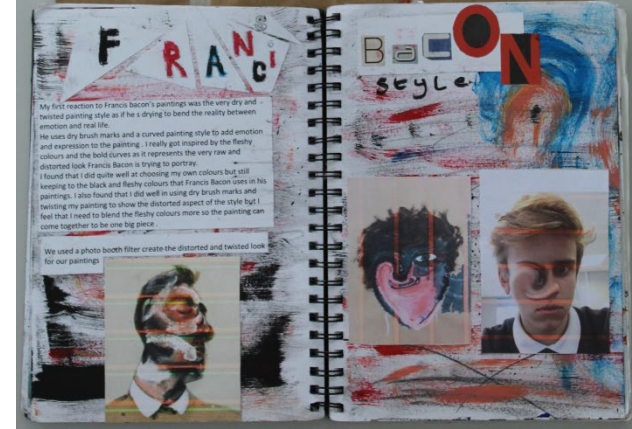 FRANCIS
BacON
style
My first reaction to Francis bacon's paintings was the very dry and
twisted painting style as if he s drying to bend the reality between
emotion and real life.
He uses dry brush marks and a curved painting style to add emotion
and expression to the painting . I really got inspired by the fleshy
colours and the bold curves as it represents the very raw and
distorted look Francis Bacon is trying to portray.
I found that I did quite well at choosing my own colours but still
keeping to the black and fleshy colours that Francis Bacon uses in his
paintings. I also found that I did well in using dry brush marks and
twisting my painting to show the distorted aspect of the style but I
feel that I need to blend the fleshy colours more so the painting can
come together to be one big piece .
We used a photo booth filter create the distorted and twisted look
for our paintings